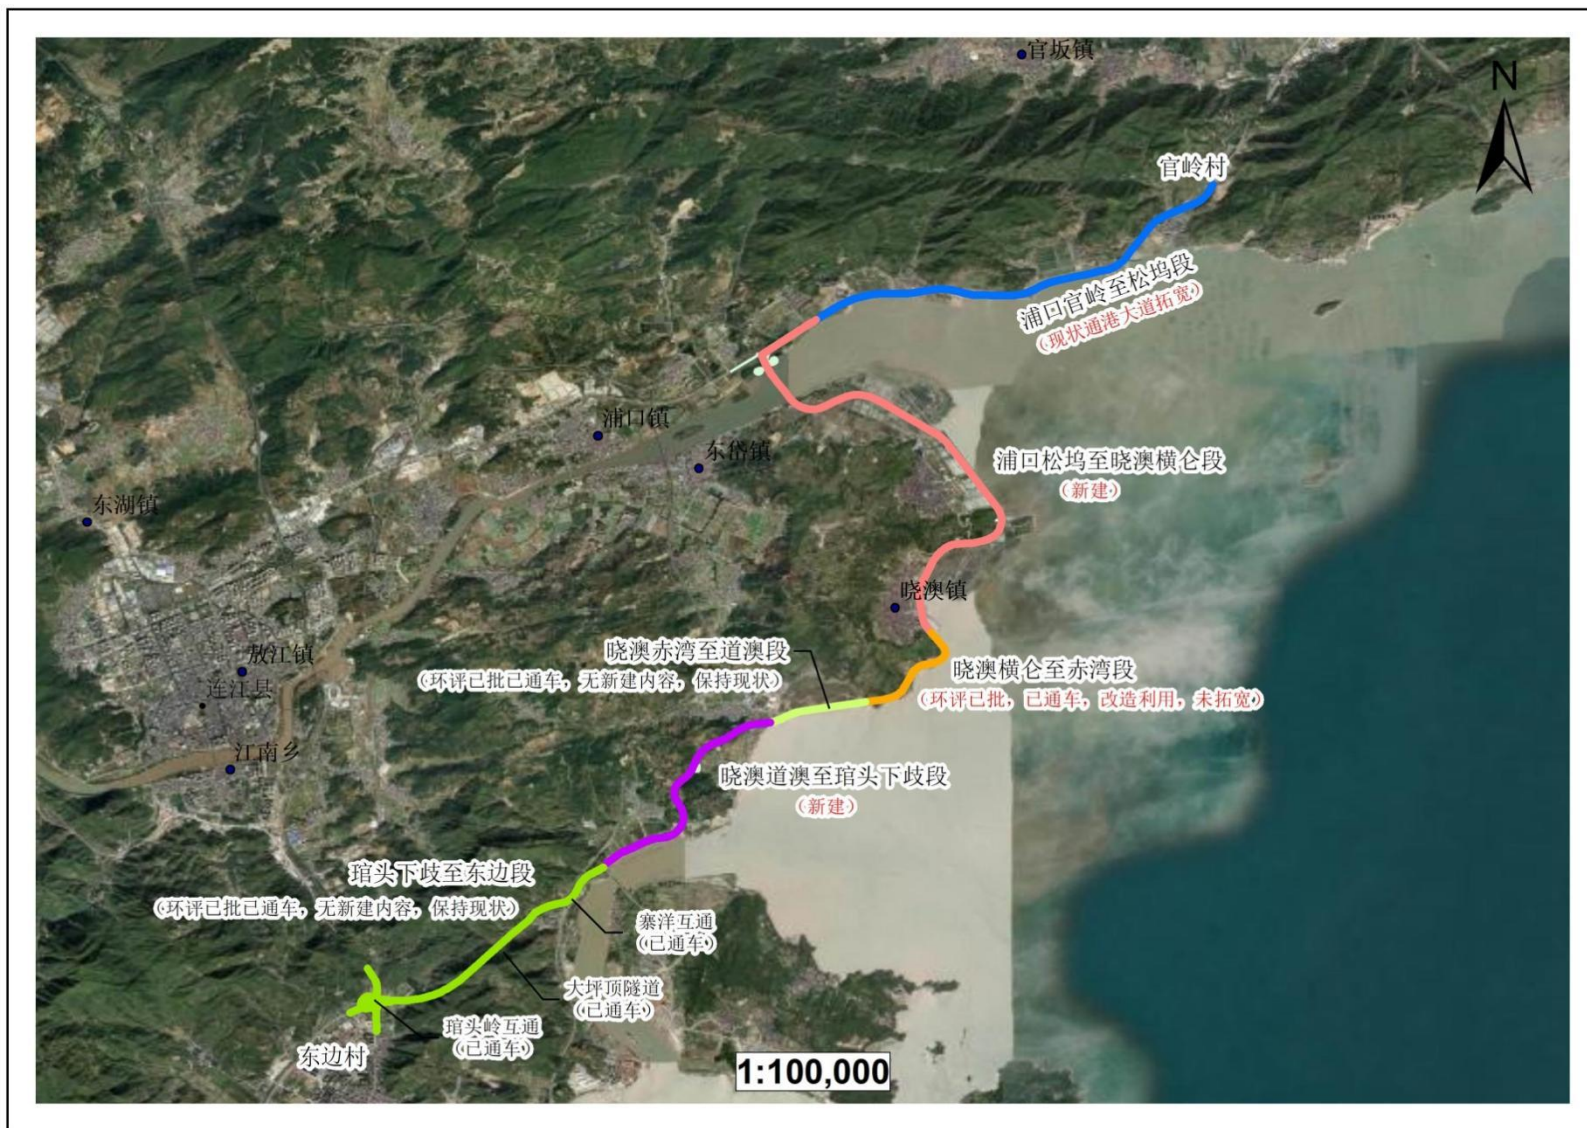 官坂镇
N
官岭村
浦口官岭至松坞段
（现状通港大道拓宽）
浦口镇
东岱镇
浦口松坞至晓澳横仑段
（新建）
东湖镇
晓澳镇
敖江镇
连江县
晓澳赤湾至道澳段
（环评已批已通车，无新建内容，保持现状）
晓澳横仑至赤湾段
（环评已批，已通车，改造利用，未拓宽）
江南乡
晓澳道澳至琯头下歧段
（新建）
琯头下歧至东边段
（环评已批已通车，无新建内容，保持现状）
寨洋互通
（已通车）
大坪顶隧道
（已通车）
琯头岭互通
（已通车）
东边村
1:100,000